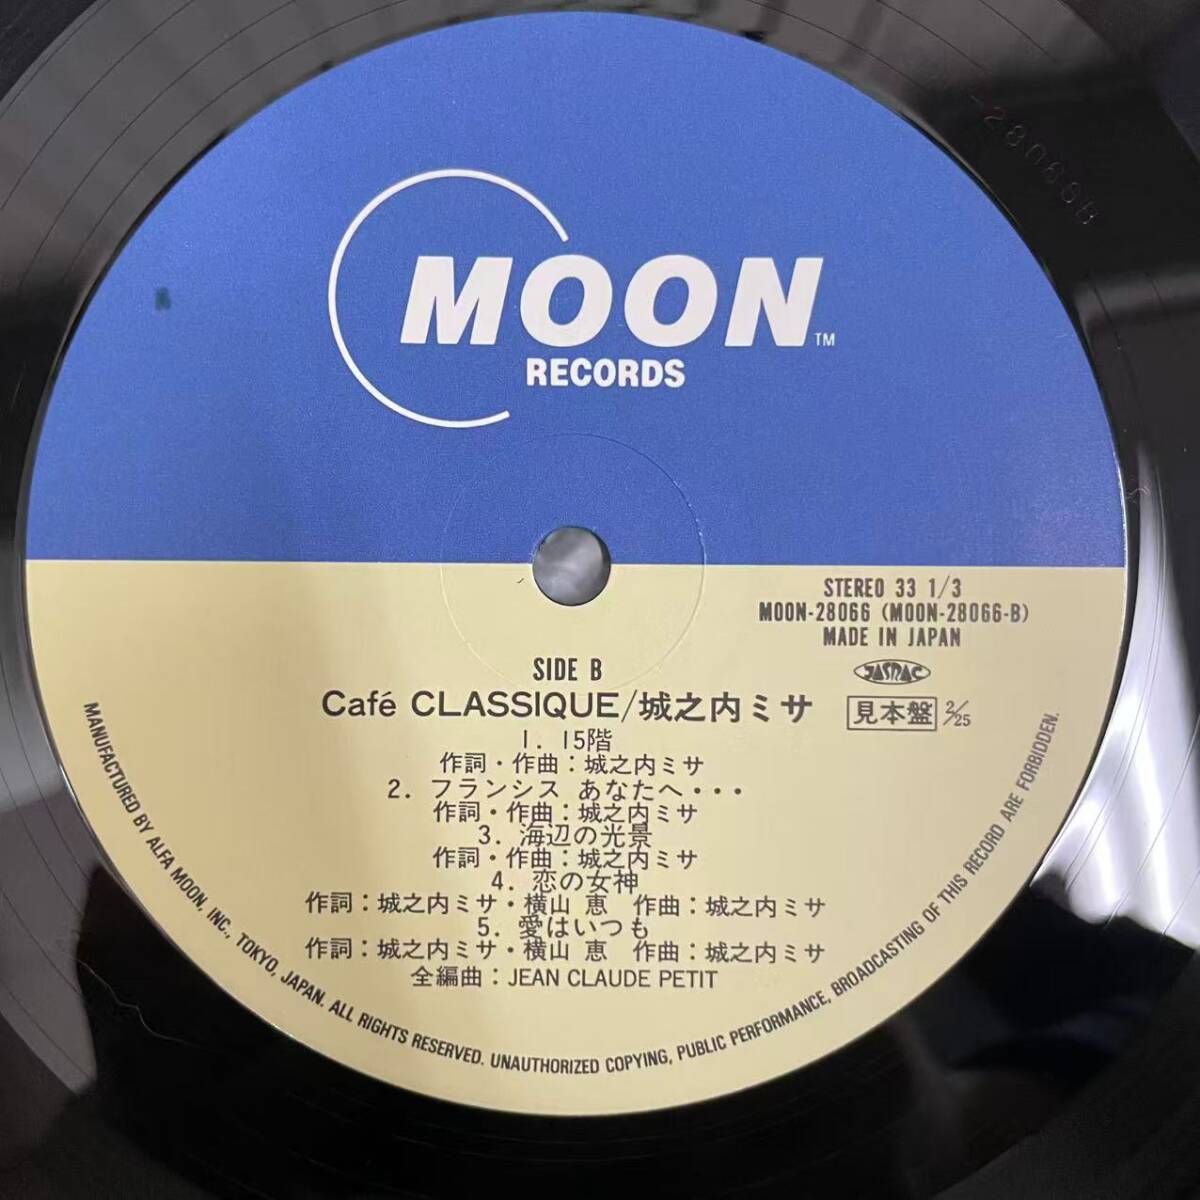 MOON
TM
RECORDS
STEREO 33 1/3
MOON-28066 (MOON-28066-B)
MADE IN JAPAN
JASRAC
SIDE B
Café CLASSIQUE/城之内ミサ
見本盤 2/25
1. 15階
作詞・作曲：城之内ミサ
2. フランシス あなたへ・・・
作詞・作曲：城之内ミサ
3. 海辺の光景
作詞・作曲：城之内ミサ
4. 恋の女神
作詞：城之内ミサ・横山 恵 作曲：城之内ミサ
5. 愛はいつも
作詞：城之内ミサ・横山 恵 作曲：城之内ミサ
全編曲：JEAN CLAUDE PETIT
MANUFACTURED BY ALFA MOON, INC., TOKYO, JAPAN. ALL RIGHTS RESERVED. UNAUTHORIZED COPYING, PUBLIC PERFORMANCE, BROADCASTING OF THIS RECORD ARE FORBIDDEN.